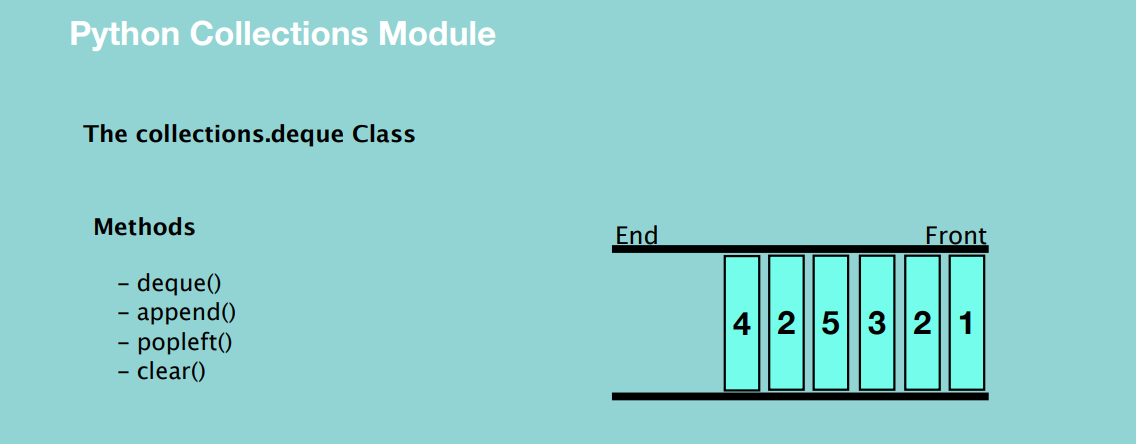 Python Collections Module
The collections.deque Class
Methods
– deque()
– append()
– popleft()
– clear()
End Front
4 2 5 3 2 1